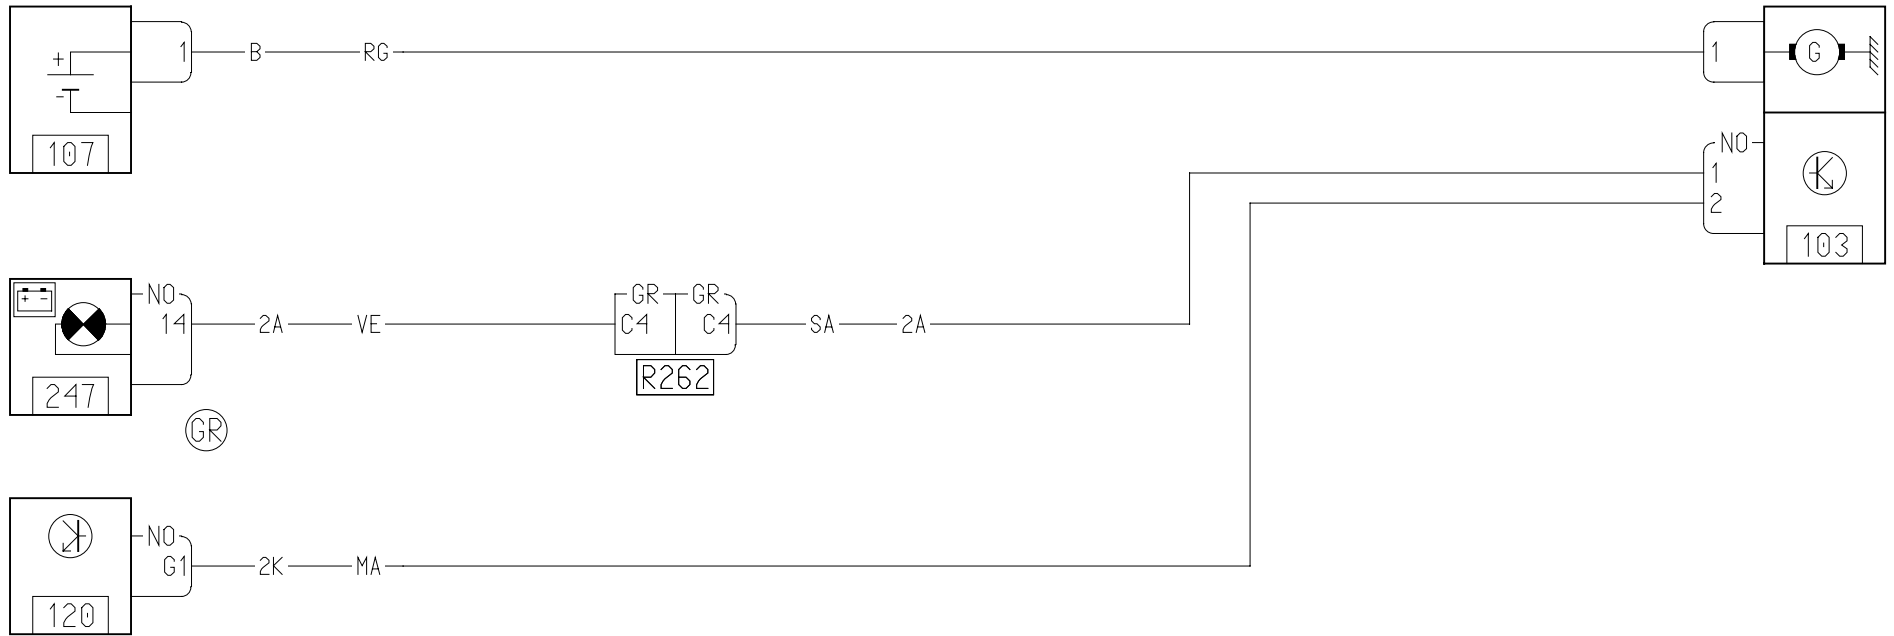 +
1 B RG 1 G
-
107
NO
1
2
103
NO GR GR
+ -
14 2A VE C4 C4 SA 2A
R262
247
GR
NO
G1 2K MA
120